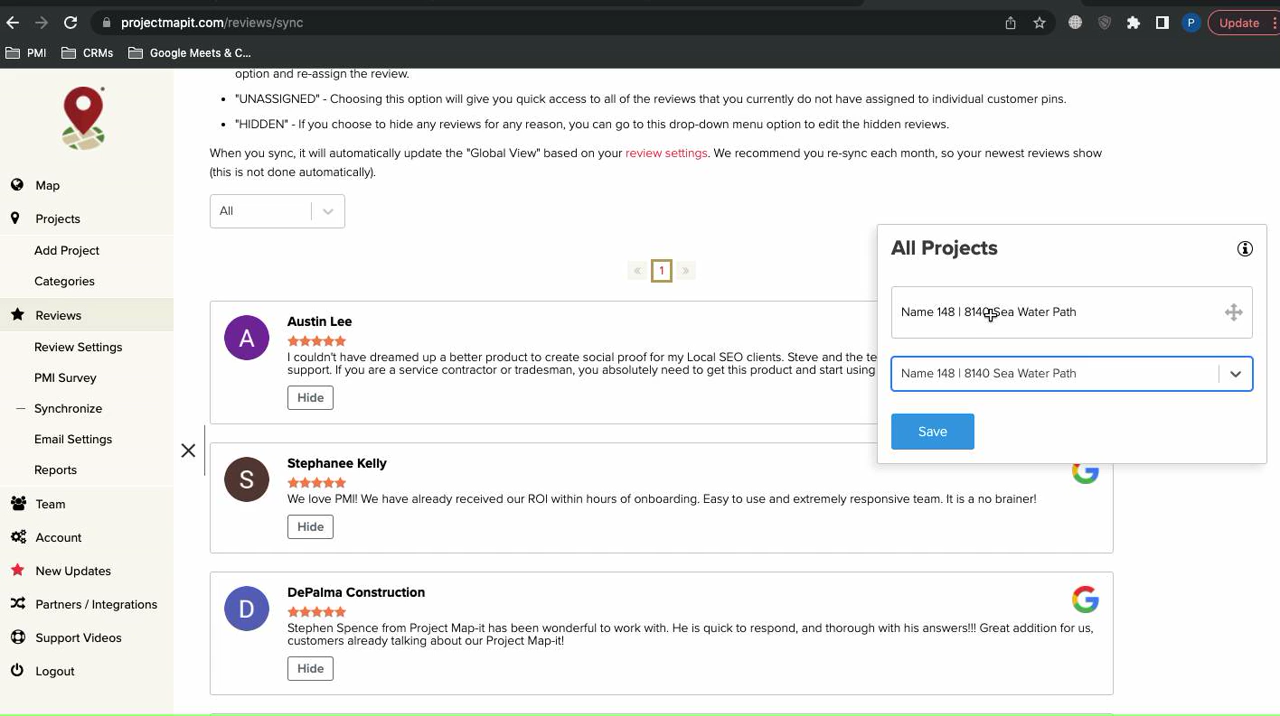 projectmapit.com/reviews/sync
P
Update
PMI
CRMs
Google Meets & C...
Map
Projects
Add Project
Categories
Reviews
Review Settings
PMI Survey
Synchronize
Email Settings
Reports
Team
Account
New Updates
Partners / Integrations
Support Videos
Logout
option and re-assign the review.
• "UNASSIGNED" - Choosing this option will give you quick access to all of the reviews that you currently do not have assigned to individual customer pins.
• "HIDDEN" - If you choose to hide any reviews for any reason, you can go to this drop-down menu option to edit the hidden reviews.
When you sync, it will automatically update the "Global View" based on your review settings. We recommend you re-sync each month, so your newest reviews show
(this is not done automatically).
All
« 1 »
A
Austin Lee
I couldn't have dreamed up a better product to create social proof for my Local SEO clients. Steve and the te
support. If you are a service contractor or tradesman, you absolutely need to get this product and start using
Hide
S
Stephanee Kelly
We love PMI! We have already received our ROI within hours of onboarding. Easy to use and extremely responsive team. It is a no brainer!
Hide
D
DePalma Construction
Stephen Spence from Project Map-it has been wonderful to work with. He is quick to respond, and thorough with his answers!!! Great addition for us,
customers already talking about our Project Map-it!
Hide
All Projects
Name 148 | 8140 Sea Water Path
Name 148 | 8140 Sea Water Path
Save